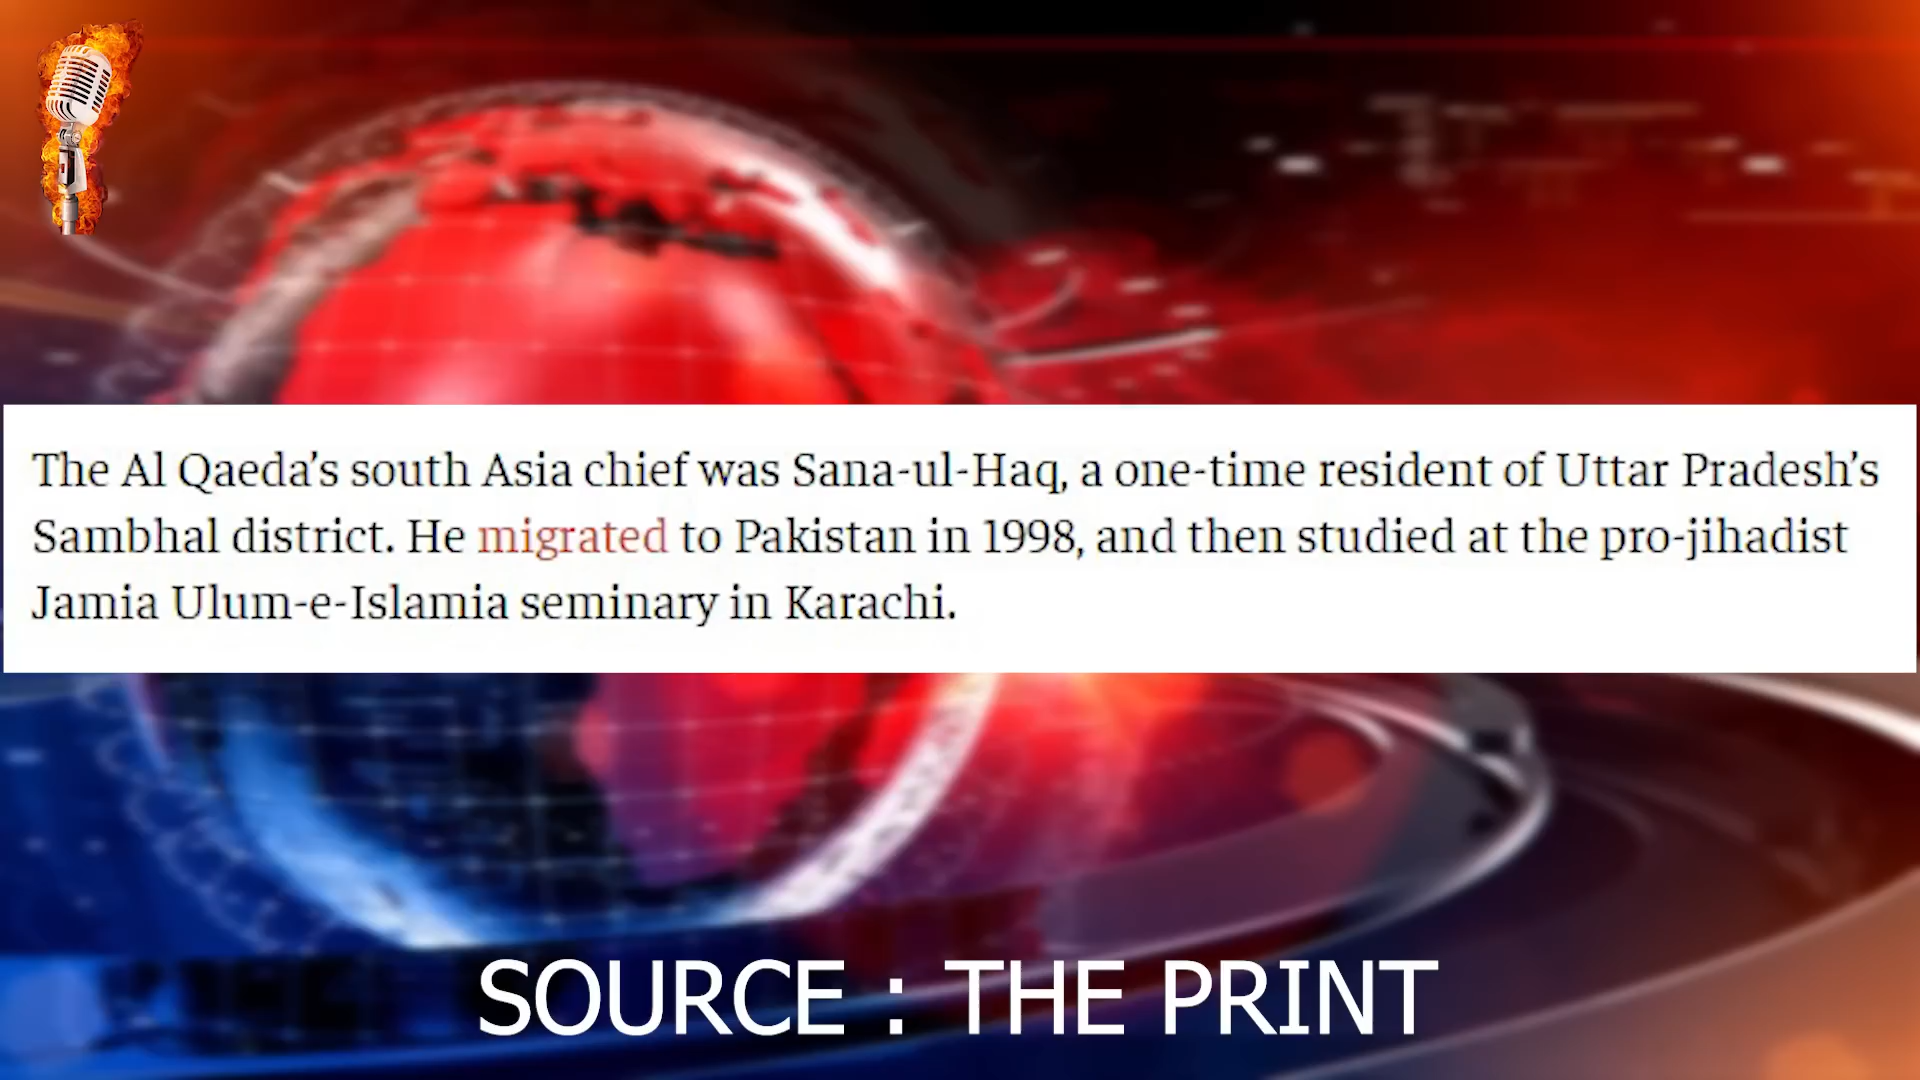 The Al Qaeda’s south Asia chief was Sana-ul-Haq, a one-time resident of Uttar Pradesh’s
Sambhal district. He migrated to Pakistan in 1998, and then studied at the pro-jihadist
Jamia Ulum-e-Islamia seminary in Karachi.
SOURCE : THE PRINT